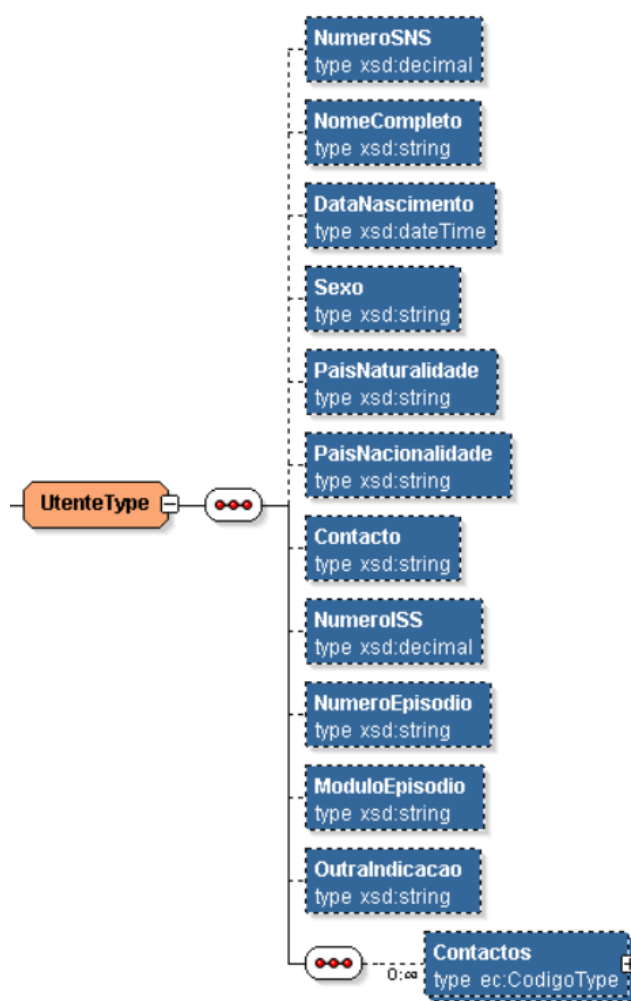 NumeroSNS
type xsd:decimal
NomeCompleto
type xsd:string
DataNascimento
type xsd:dateTime
Sexo
type xsd:string
PaisNaturalidade
type xsd:string
PaisNacionalidade
type xsd:string
UtenteType
Contacto
type xsd:string
NumeroISS
type xsd:decimal
NumeroEpisodio
type xsd:string
ModuloEpisodio
type xsd:string
OutraIndicacao
type xsd:string
Contactos
0:∞
type ec:CodigoType